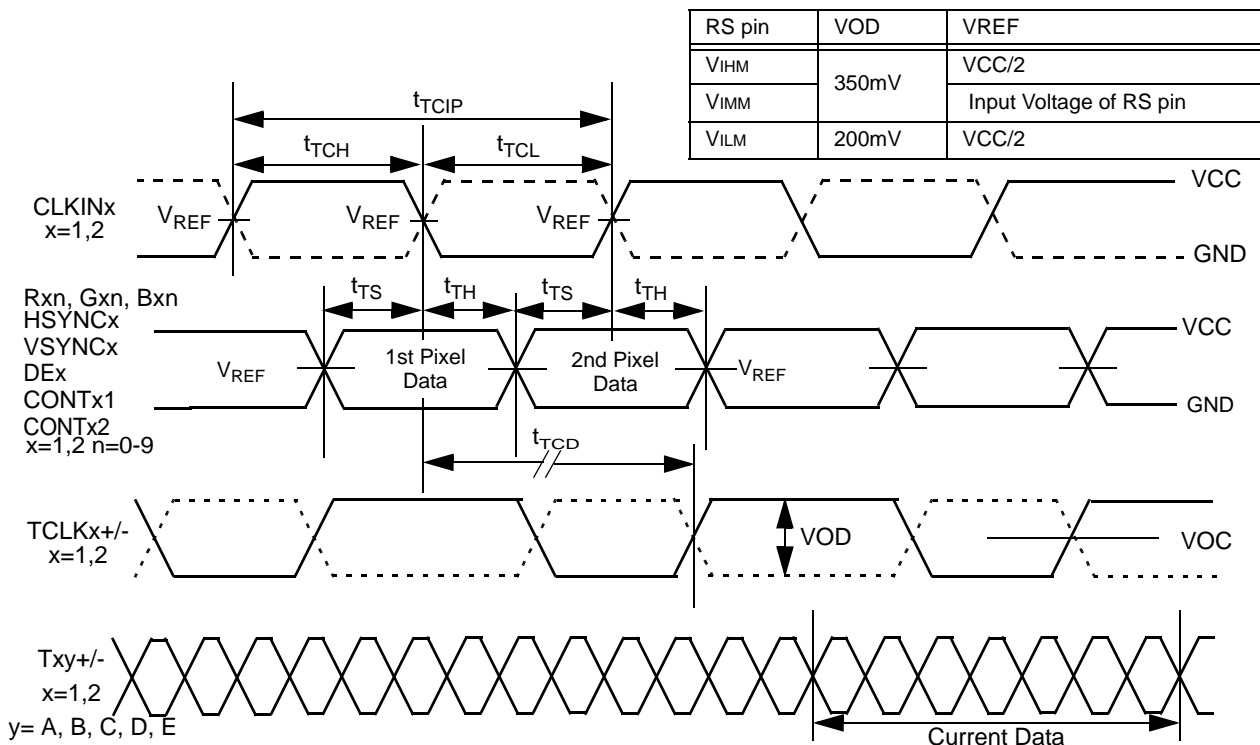 RS pin VOD VREF
VIHM 350mV VCC/2
VIMM Input Voltage of RS pin
VILM 200mV VCC/2
tTCIP
tTCH tTCL
CLKINx
x=1,2
VREF VREF VREF
VCC
GND
tTS tTH tTS tTH
Rxn, Gxn, Bxn
HSYNCx
VSYNCx
DEx
CONTx1
CONTx2
x=1,2 n=0-9
VREF
1st Pixel
Data
2nd Pixel
Data
VREF
VCC
GND
tTCD
TCLKx+/-
x=1,2
VOD
VOC
Txy+/-
x=1,2
y= A, B, C, D, E
Current Data